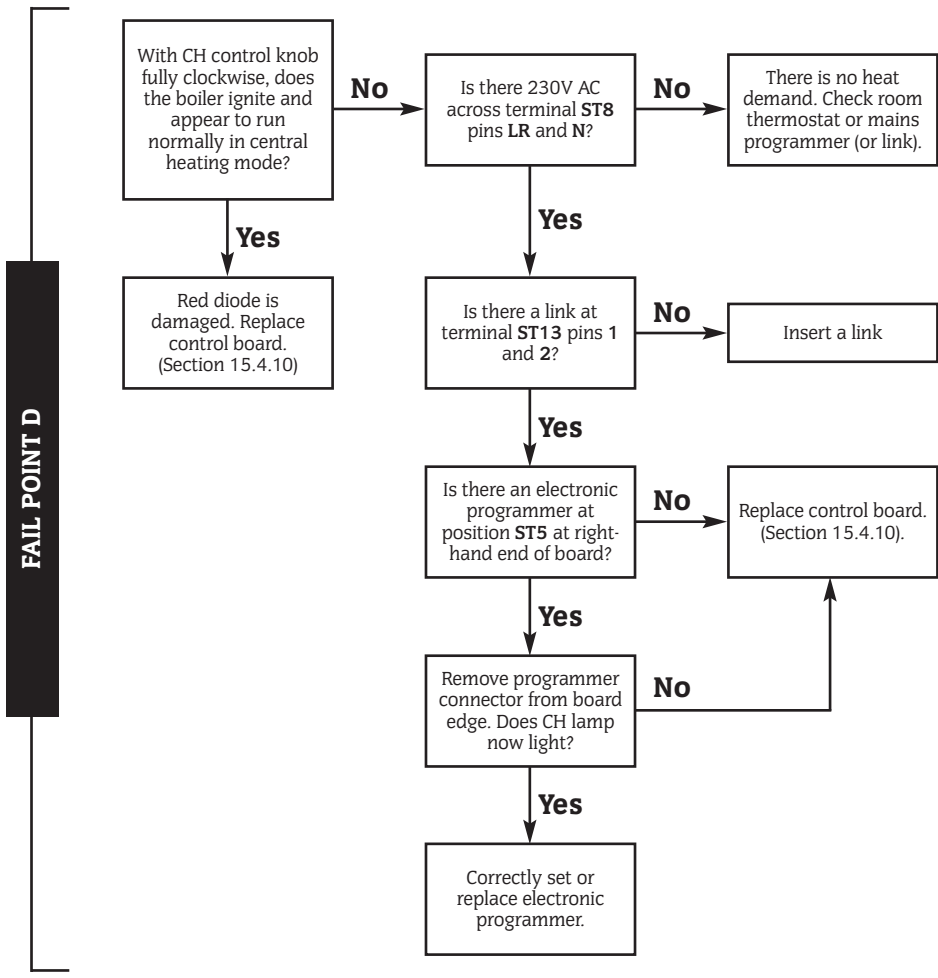 FAIL POINT D
With CH control knob
fully clockwise, does
the boiler ignite and
appear to run
normally in central
heating mode?
No
Is there 230V AC
across terminal ST8
pins LR and N?
No
There is no heat
demand. Check room
thermostat or mains
programmer (or link).
Yes
Yes
Red diode is
damaged. Replace
control board.
(Section 15.4.10)
Is there a link at
terminal ST13 pins 1
and 2?
No
Insert a link
Yes
Is there an electronic
programmer at
position ST5 at right-
hand end of board?
No
Replace control board.
(Section 15.4.10).
Yes
Remove programmer
connector from board
edge. Does CH lamp
now light?
No
Yes
Correctly set or
replace electronic
programmer.